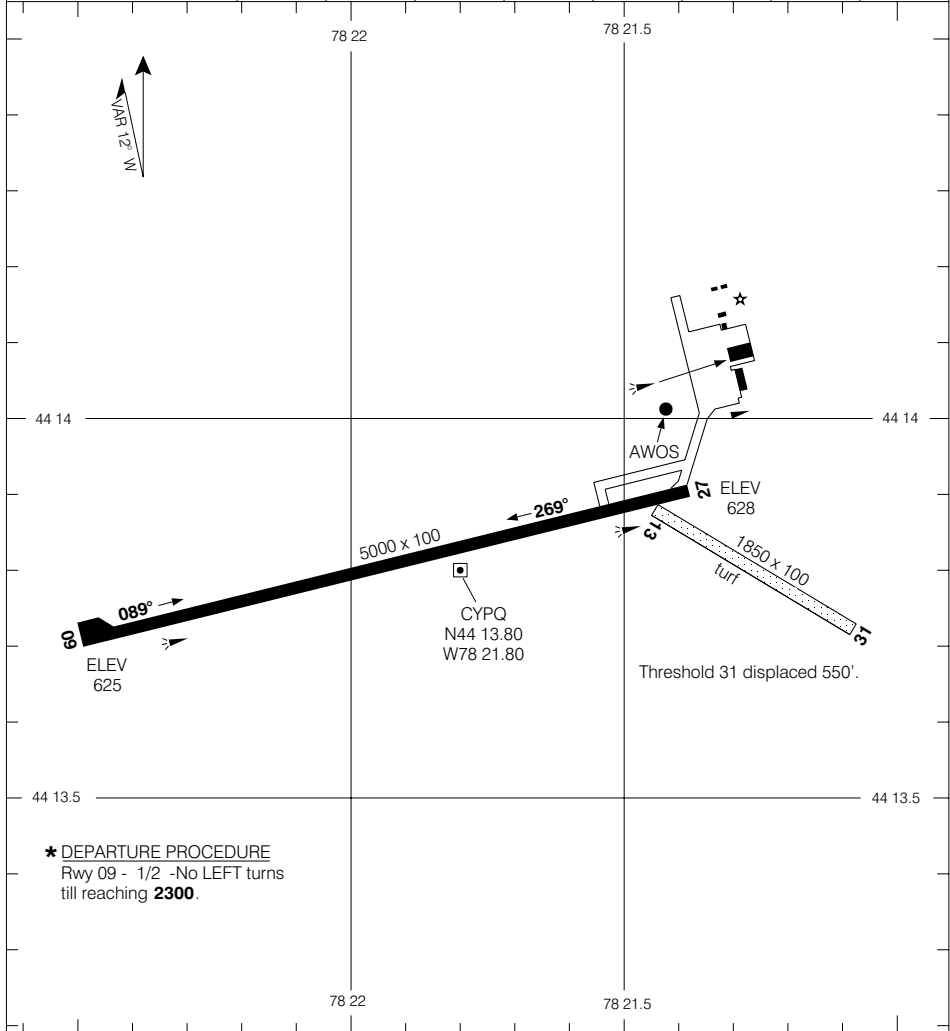 78 22
78 21.5
VAR 12° W
44 14
44 14
AWOS
269°
27
ELEV
628
5000 x 100
13
1850 x 100
turf
089°
09
ELEV
625
CYPQ
N44 13.80
W78 21.80
31
Threshold 31 displaced 550'.
44 13.5
44 13.5
* DEPARTURE PROCEDURE
Rwy 09 - 1/2 -No LEFT turns
till reaching 2300.
78 22
78 21.5